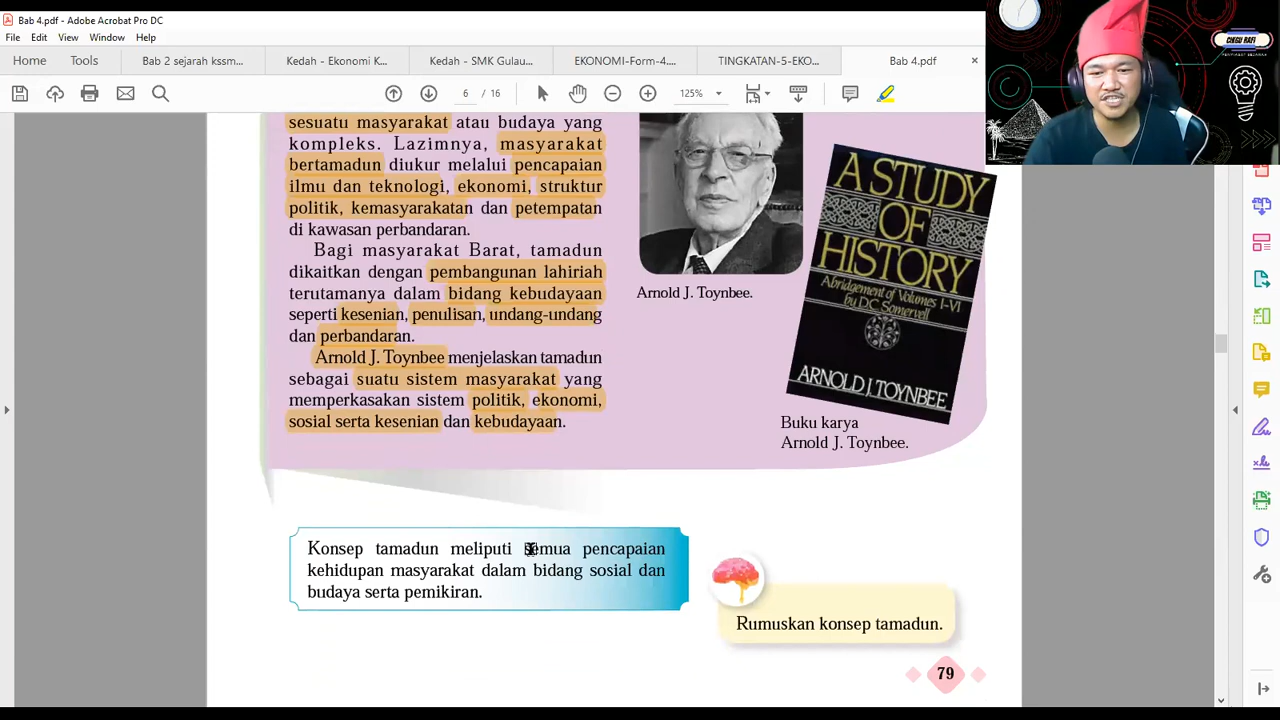 Bab 4.pdf - Adobe Acrobat Pro DC
File Edit View Window Help
Home Tools Bab 2 sejarah kssm... Kedah - Ekonomi K... Kedah - SMK Gulau... EKONOMI-Form-4.... TINGKATAN-5-EKO... Bab 4.pdf ×
6 / 16 125%
CIKGU RAFI
sesuatu masyarakat atau budaya yang
kompleks. Lazimnya, masyarakat
bertamadun diukur melalui pencapaian
ilmu dan teknologi, ekonomi, struktur
politik, kemasyarakatan dan petempatan
di kawasan perbandaran.
Bagi masyarakat Barat, tamadun
dikaitkan dengan pembangunan lahiriah
terutamanya dalam bidang kebudayaan
seperti kesenian, penulisan, undang-undang
dan perbandaran.
Arnold J. Toynbee menjelaskan tamadun
sebagai suatu sistem masyarakat yang
memperkasakan sistem politik, ekonomi,
sosial serta kesenian dan kebudayaan.
Arnold J. Toynbee.
A STUDY
OF
HISTORY
Abridgement of Volumes I-VI
by D.C. Somervell
ARNOLD J. TOYNBEE
Buku karya
Arnold J. Toynbee.
Konsep tamadun meliputi semua pencapaian
kehidupan masyarakat dalam bidang sosial dan
budaya serta pemikiran.
Rumuskan konsep tamadun.
79